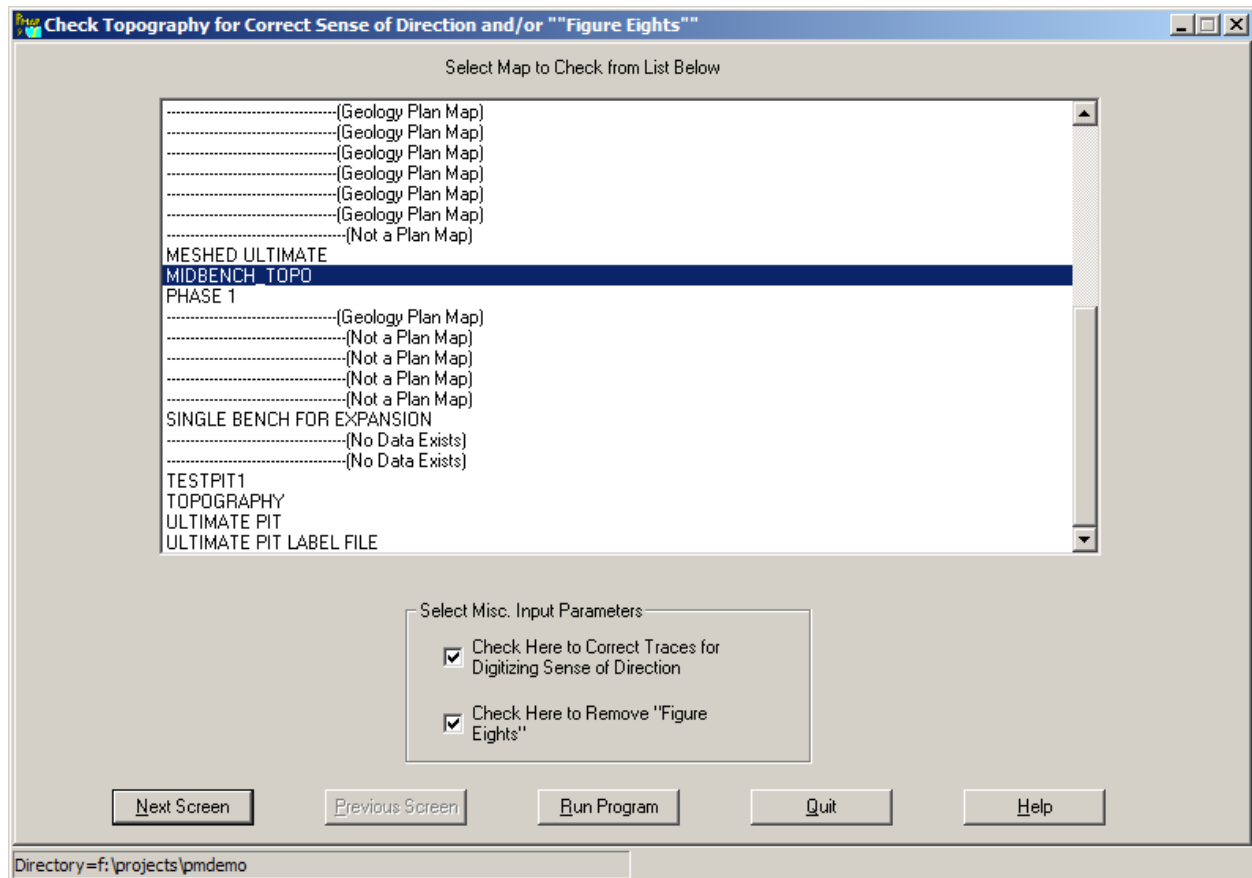 Check Topography for Correct Sense of Direction and/or ""Figure Eights""
Select Map to Check from List Below
----------------------------------(Geology Plan Map)
----------------------------------(Geology Plan Map)
----------------------------------(Geology Plan Map)
----------------------------------(Geology Plan Map)
----------------------------------(Geology Plan Map)
----------------------------------(Geology Plan Map)
------------------------------------(Not a Plan Map)
MESHED ULTIMATE
MIDBENCH_TOPO
PHASE 1
----------------------------------(Geology Plan Map)
------------------------------------(Not a Plan Map)
------------------------------------(Not a Plan Map)
------------------------------------(Not a Plan Map)
------------------------------------(Not a Plan Map)
SINGLE BENCH FOR EXPANSION
------------------------------------(No Data Exists)
------------------------------------(No Data Exists)
TESTPIT1
TOPOGRAPHY
ULTIMATE PIT
ULTIMATE PIT LABEL FILE
Select Misc. Input Parameters
Check Here to Correct Traces for
Digitizing Sense of Direction
Check Here to Remove "Figure
Eights"
Next Screen Previous Screen Run Program Quit Help
Directory=f:\projects\pmdemo